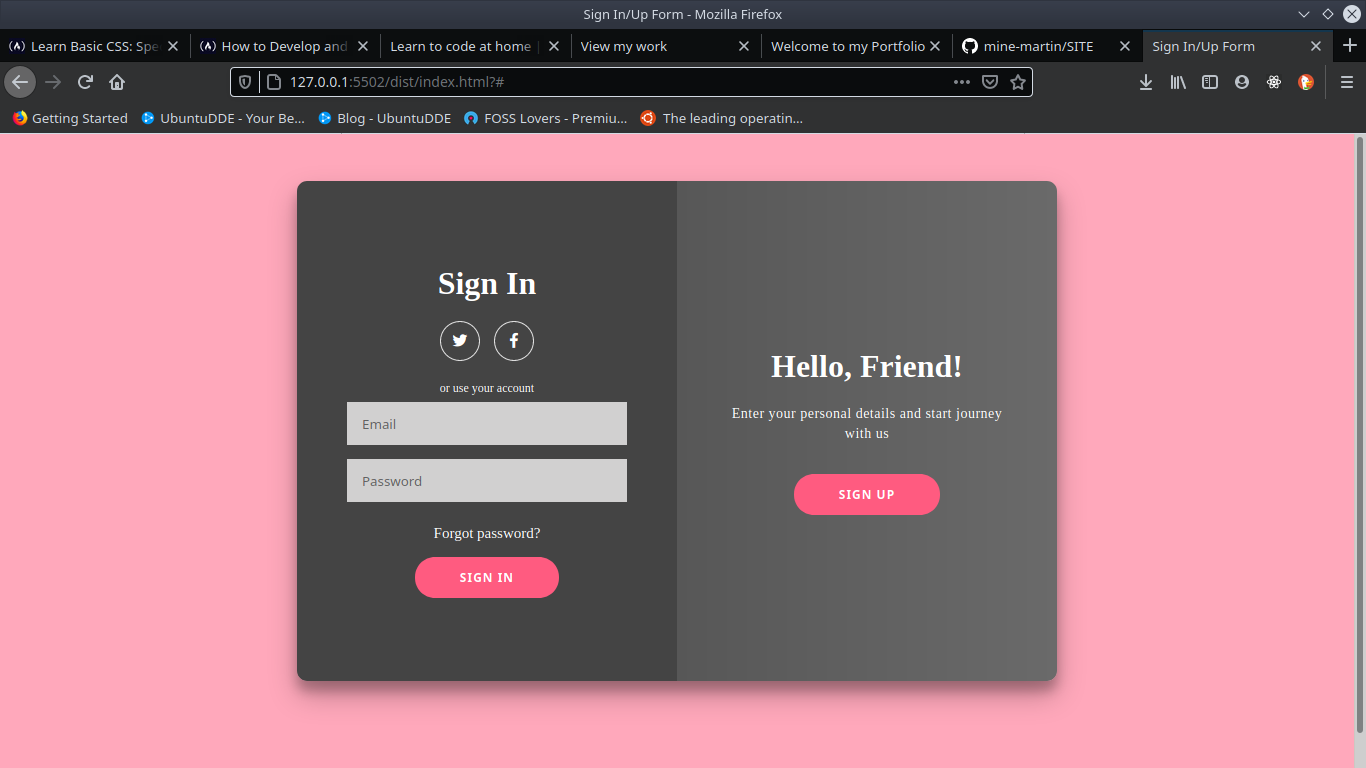 Sign In/Up Form - Mozilla Firefox
Learn Basic CSS: Spe
How to Develop and
Learn to code at home
View my work
Welcome to my Portfolio
mine-martin/SITE
Sign In/Up Form
127.0.0.1:5502/dist/index.html?#
Getting Started
UbuntuDDE - Your Be...
Blog - UbuntuDDE
FOSS Lovers - Premiu...
The leading operatin...
Sign In
or use your account
Email
Password
Forgot password?
SIGN IN
Hello, Friend!
Enter your personal details and start journey
with us
SIGN UP